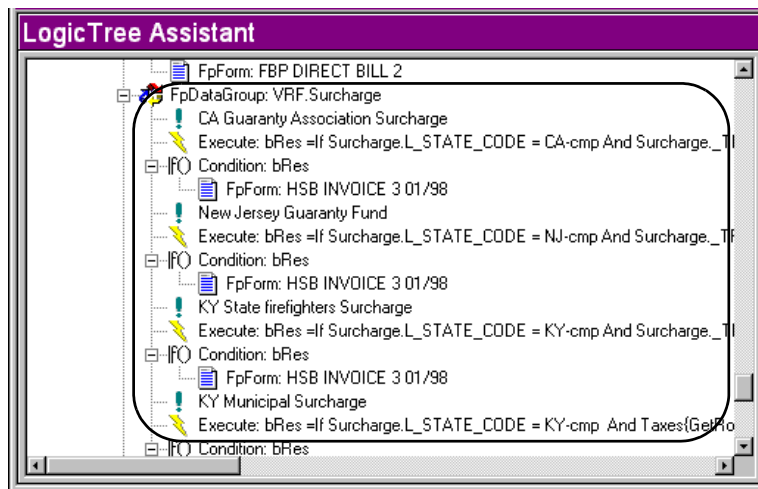 LogicTree Assistant
FpForm: FBP DIRECT BILL 2
FpDataGroup: VRF.Surcharge
CA Guaranty Association Surcharge
Execute: bRes =If Surcharge.L_STATE_CODE = CA-cmp And Surcharge._
If() Condition: bRes
FpForm: HSB INVOICE 3 01/98
New Jersey Guaranty Fund
Execute: bRes =If Surcharge.L_STATE_CODE = NJ-cmp And Surcharge._
If() Condition: bRes
FpForm: HSB INVOICE 3 01/98
KY State firefighters Surcharge
Execute: bRes =If Surcharge.L_STATE_CODE = KY-cmp And Surcharge._
If() Condition: bRes
FpForm: HSB INVOICE 3 01/98
KY Municipal Surcharge
Execute: bRes =If Surcharge.L_STATE_CODE = KY-cmp And Taxes{GetRo
If() Condition: bRes